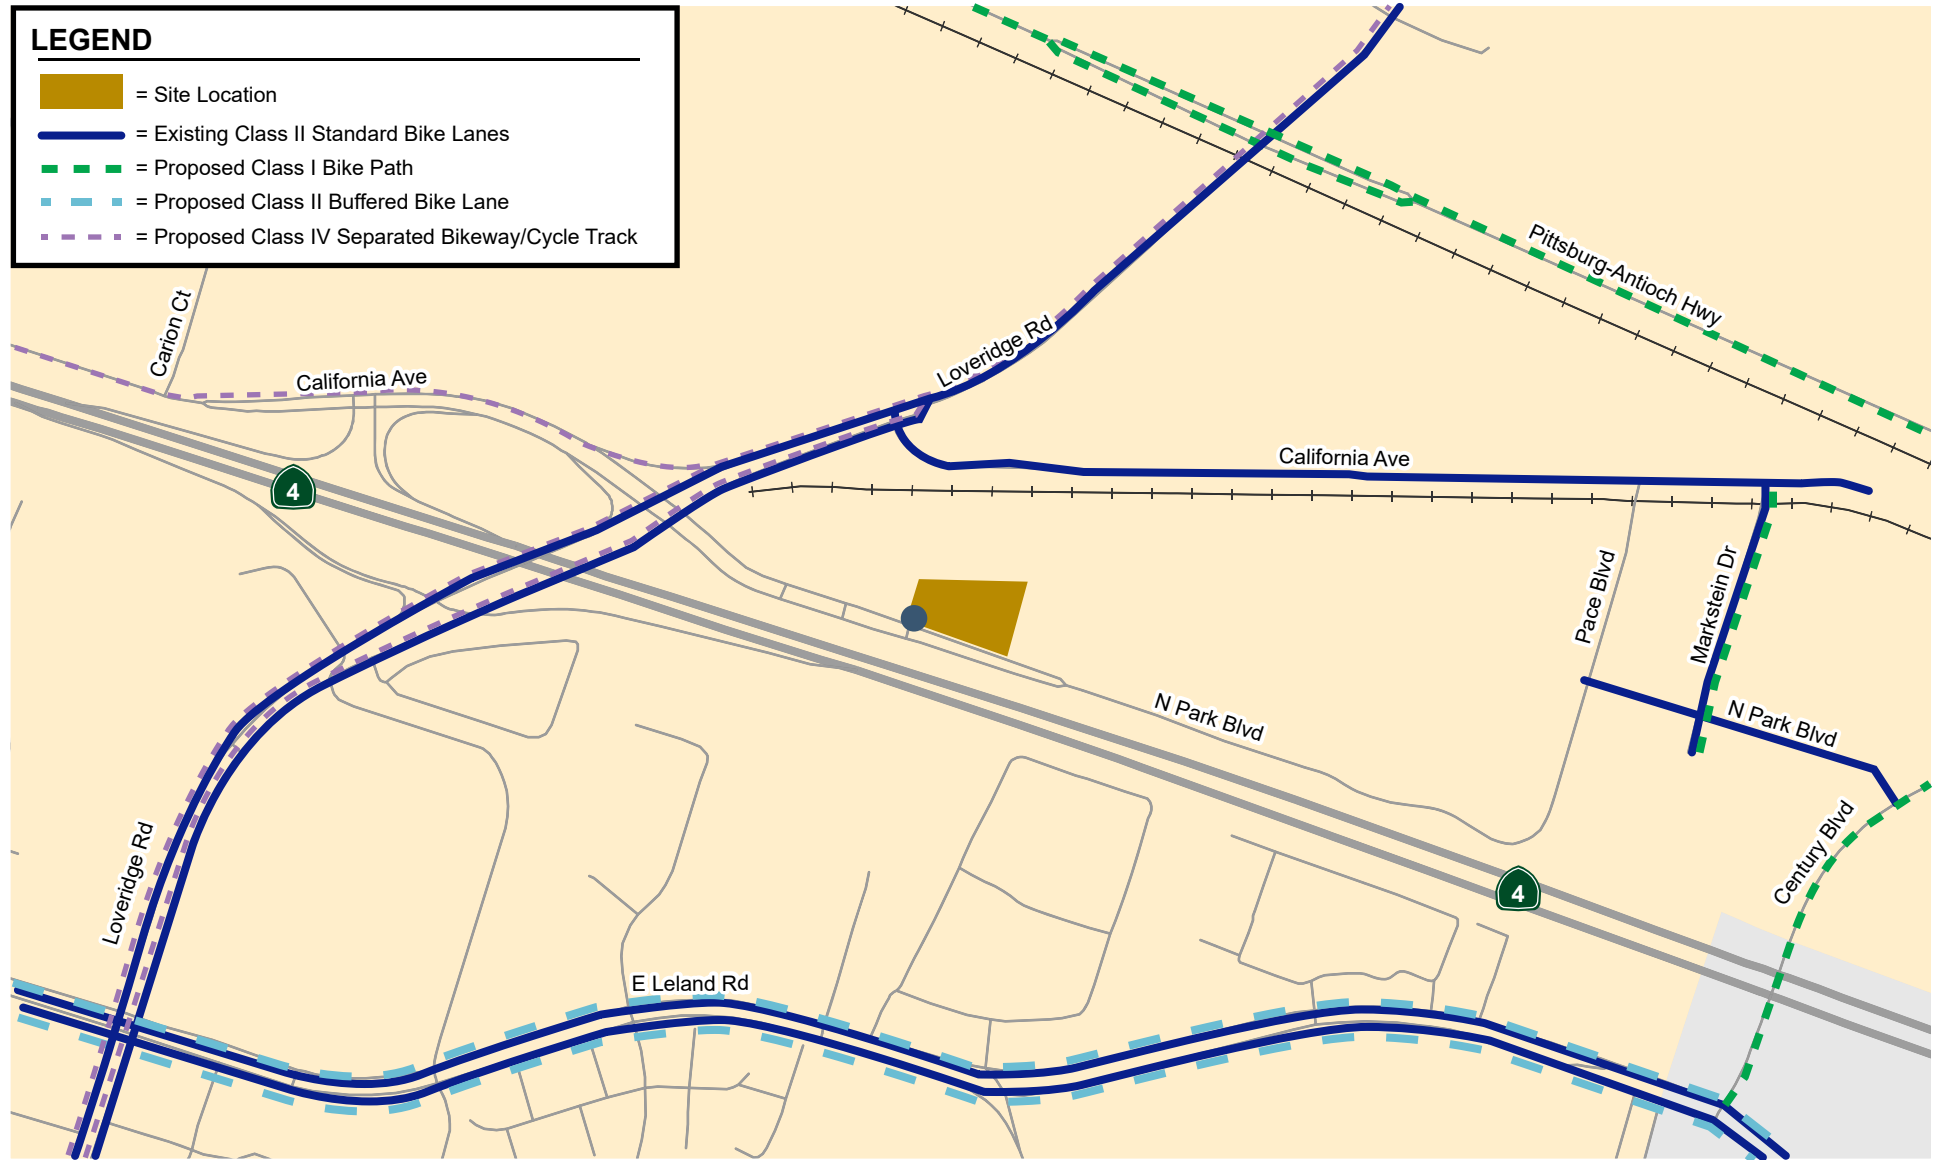 LEGEND
= Site Location
= Existing Class II Standard Bike Lanes
= Proposed Class I Bike Path
= Proposed Class II Buffered Bike Lane
= Proposed Class IV Separated Bikeway/Cycle Track
Pittsburg-Antioch Hwy
Carion Ct
Loveridge Rd
California Ave
California Ave
4
Pace Blvd
Markstein Dr
N Park Blvd
N Park Blvd
Century Blvd
Loveridge Rd
4
E Leland Rd